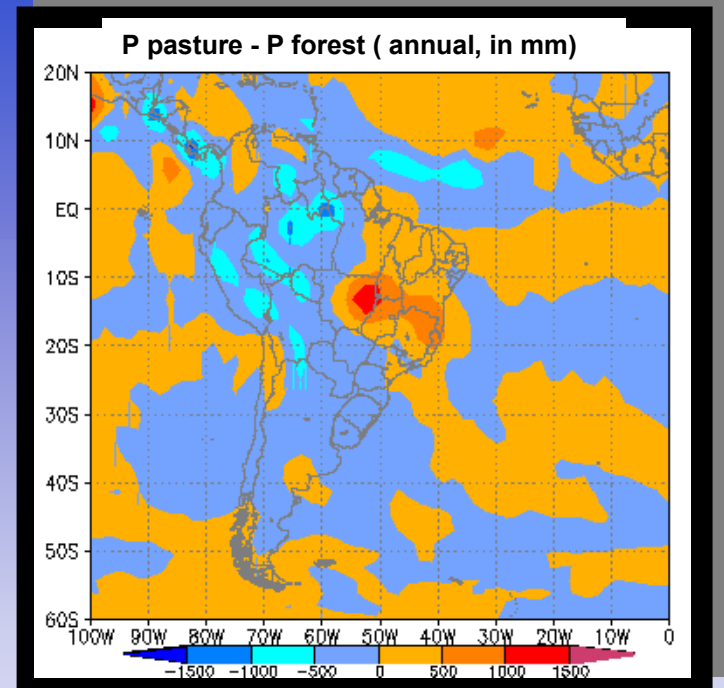 P pasture - P forest ( annual, in mm)
20N
10N
EQ
10S
20S
30S
40S
50S
60S
100W 90W 80W 70W 60W 50W 40W 30W 20W 10W 0
-1500 -1000 -500 0 500 1000 1500